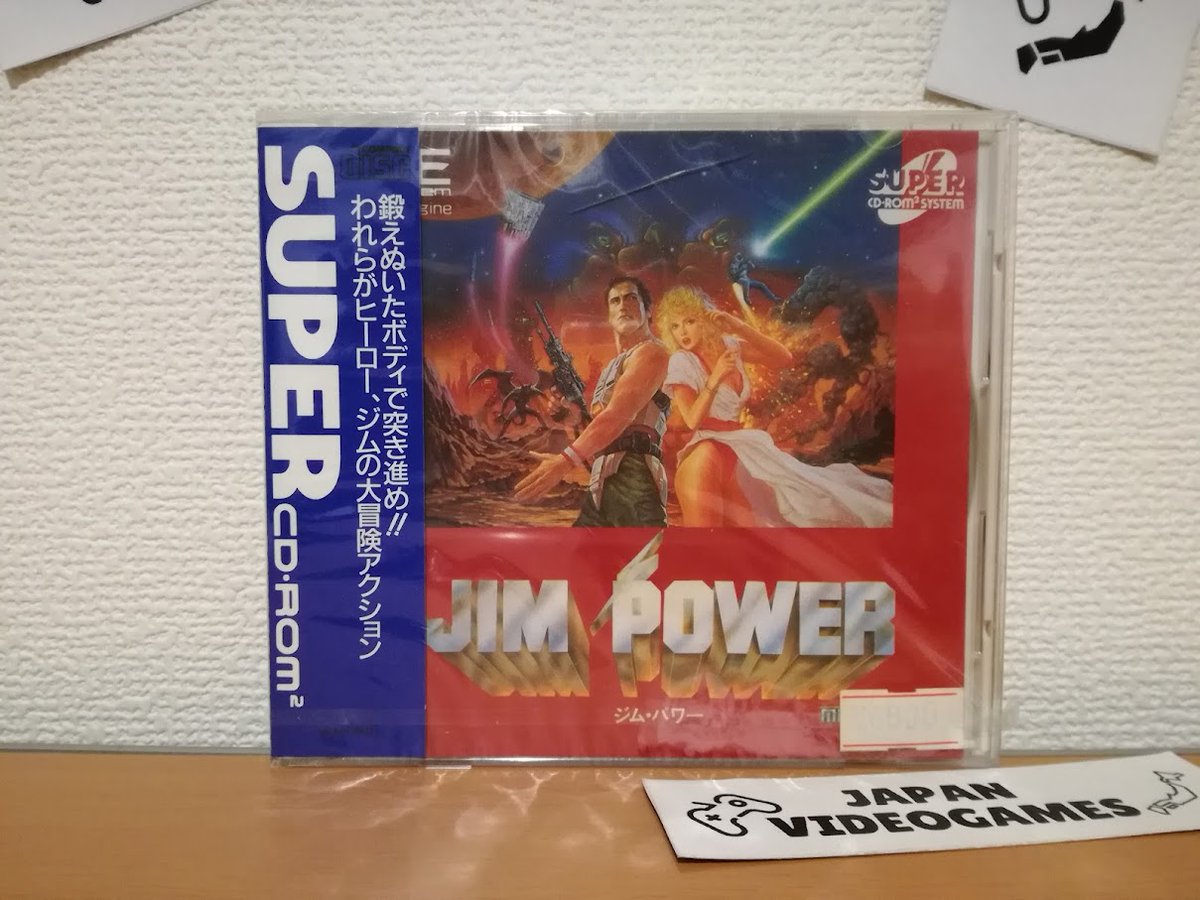 SUPER CD-ROM²
DISC
鍛えぬいたボディで突き進め!!
われらがヒーロー、ジムの大冒険アクション
SUPER
CD-ROM² SYSTEM
JIM POWER
ジム・パワー
JAPAN
VIDEOGAMES